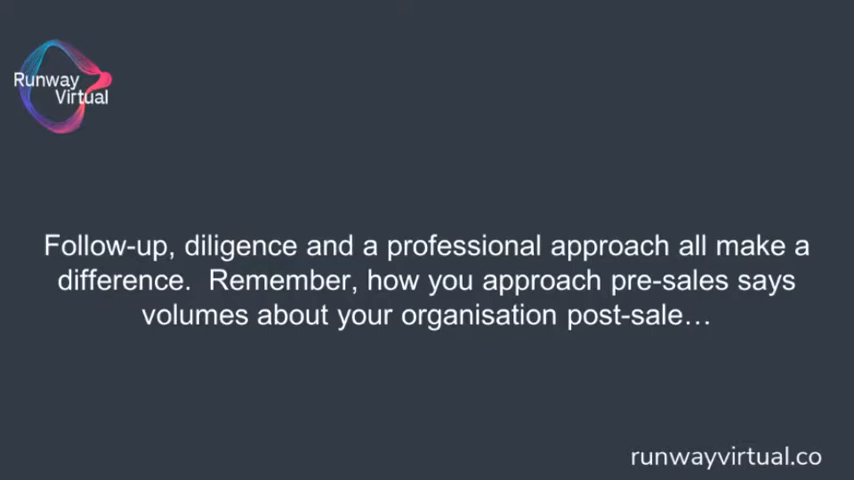 Runway
Virtual
Follow-up, diligence and a professional approach all make a
difference.  Remember, how you approach pre-sales says
volumes about your organisation post-sale…
runwayvirtual.co